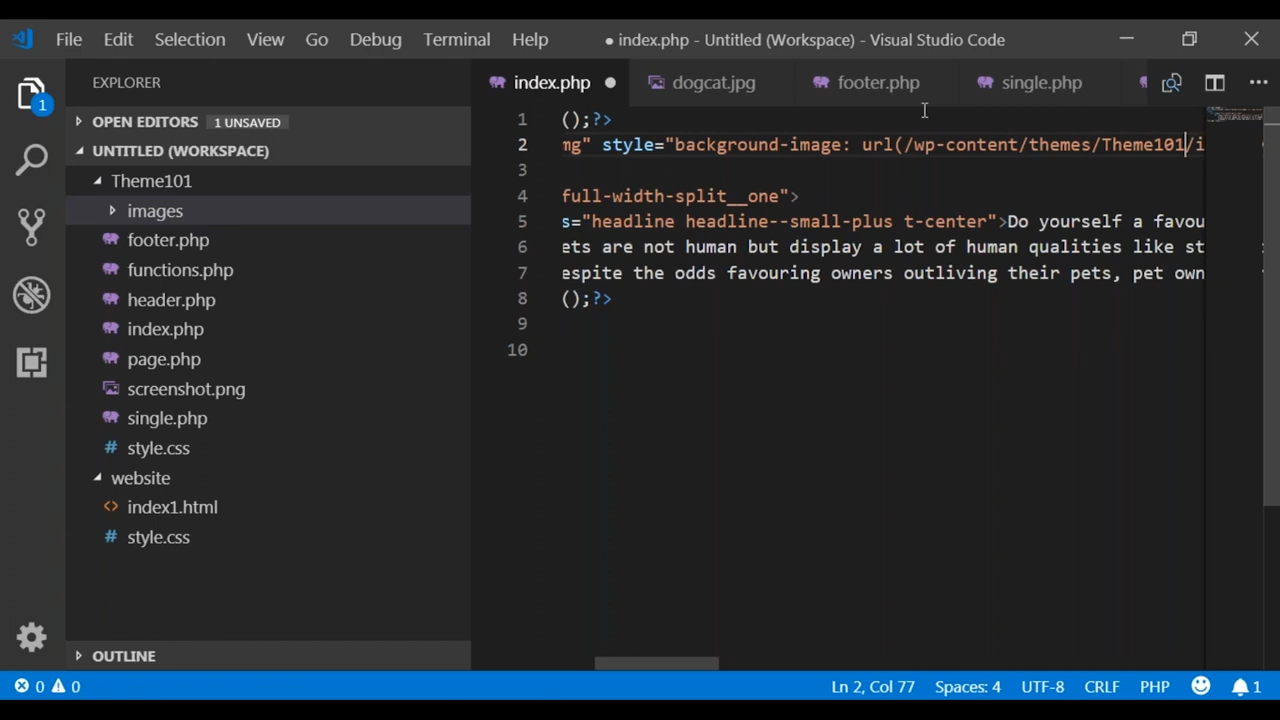 File Edit Selection View Go Debug Terminal Help ● index.php - Untitled (Workspace) - Visual Studio Code
EXPLORER
1
OPEN EDITORS 1 UNSAVED
UNTITLED (WORKSPACE)
Theme101
images
footer.php
functions.php
header.php
index.php
page.php
screenshot.png
single.php
style.css
website
index1.html
style.css
OUTLINE
index.php dogcat.jpg footer.php single.php
1 ();?>
2 mg" style="background-image: url(/wp-content/themes/Theme101/i
3
4 full-width-split__one">
5 s="headline headline--small-plus t-center">Do yourself a favou
6 ets are not human but display a lot of human qualities like st
7 espite the odds favouring owners outliving their pets, pet own
8 ();?>
9
10
0 0 Ln 2, Col 77 Spaces: 4 UTF-8 CRLF PHP 1